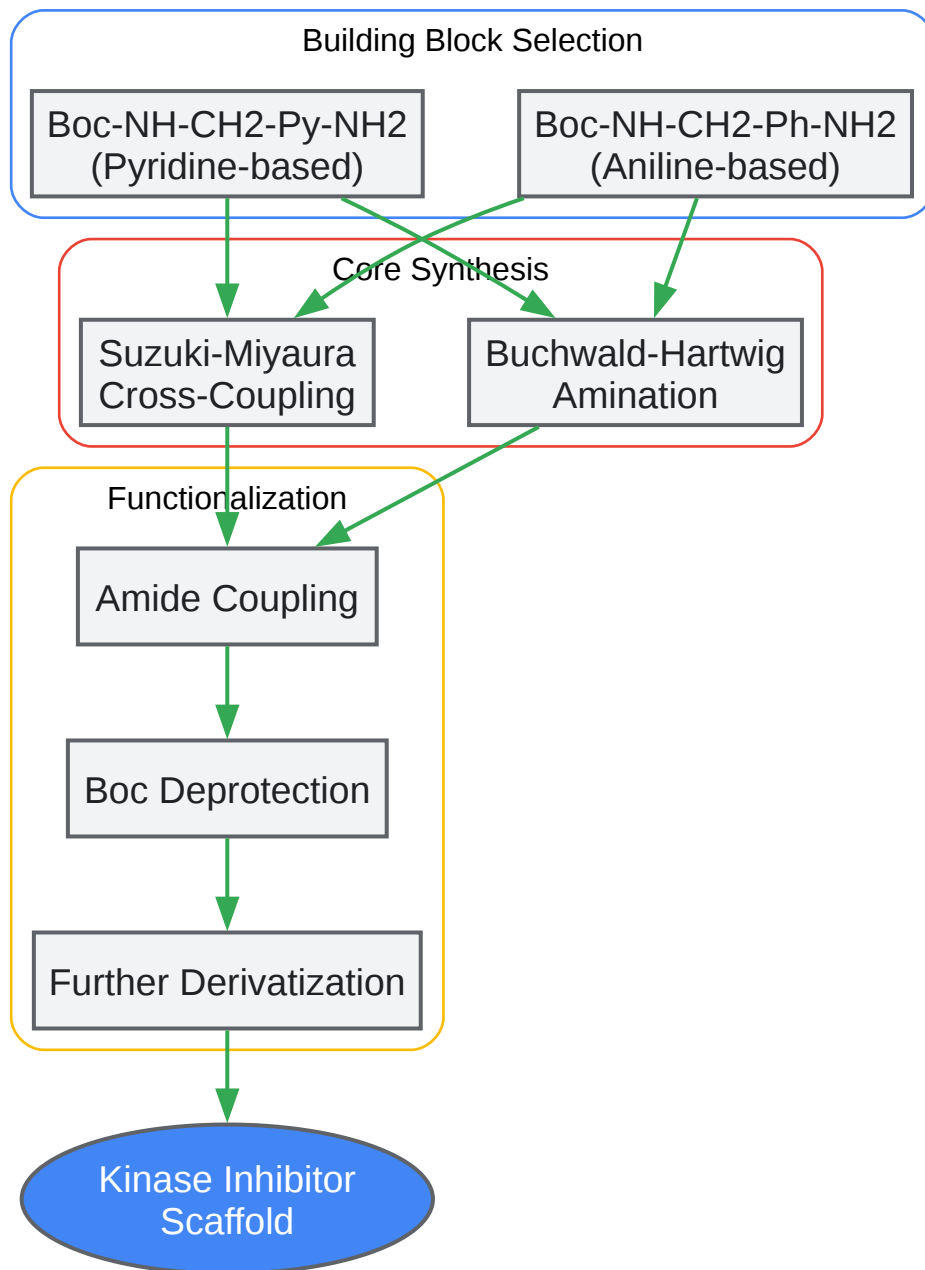 Building Block Selection
Boc-NH-CH2-Py-NH2
(Pyridine-based)
Boc-NH-CH2-Ph-NH2
(Aniline-based)
Core Synthesis
Suzuki-Miyaura
Cross-Coupling
Buchwald-Hartwig
Amination
Functionalization
Amide Coupling
Boc Deprotection
Further Derivatization
Kinase Inhibitor
Scaffold